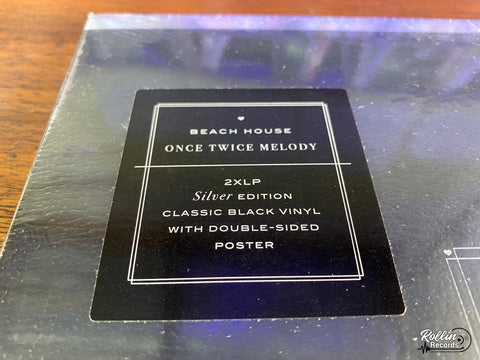 BEACH HOUSE
ONCE TWICE MELODY
2XLP
Silver EDITION
CLASSIC BLACK VINYL
WITH DOUBLE-SIDED
POSTER
Rollin'
Records